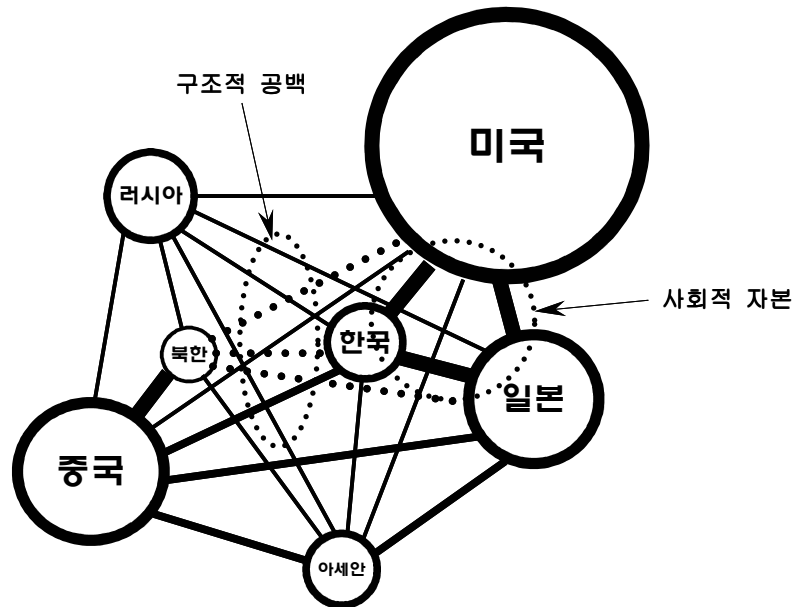 구조적 공백
미국
러시아
사회적 자본
한국
북한
일본
중국
아세안